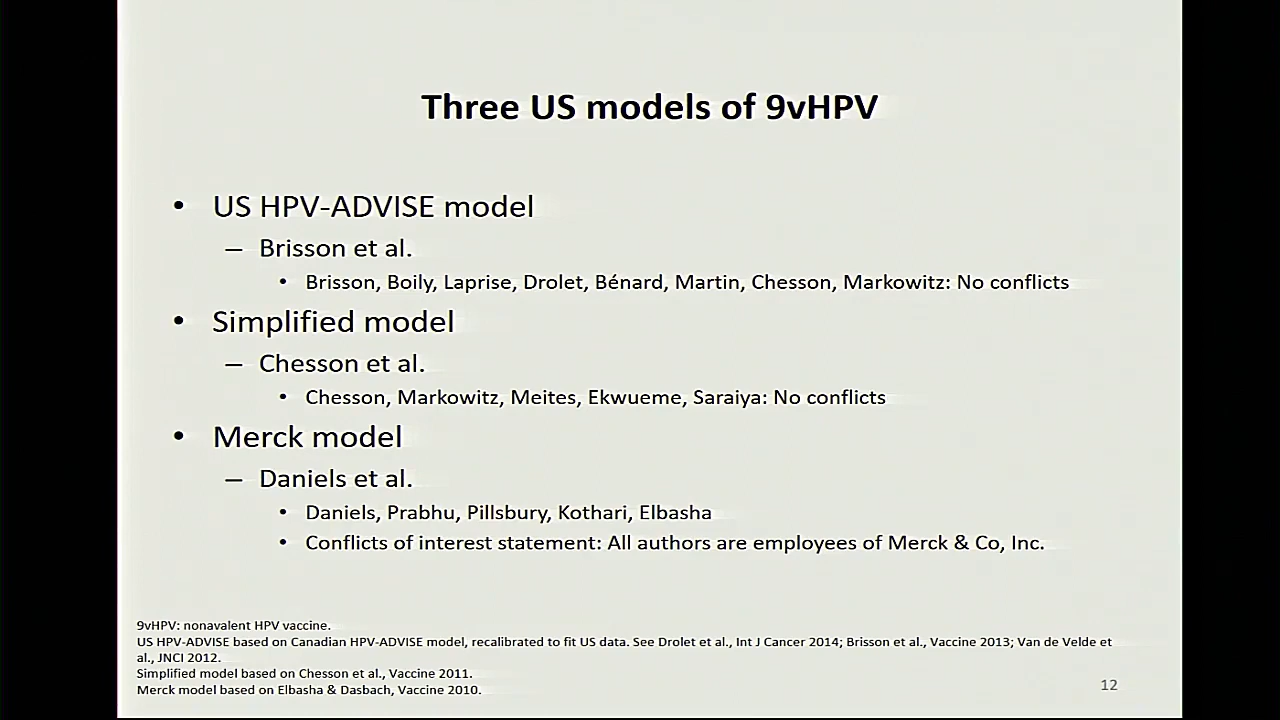 Three US models of 9vHPV
• US HPV-ADVISE model
– Brisson et al.
• Brisson, Boily, Laprise, Drolet, Bénard, Martin, Chesson, Markowitz: No conflicts
• Simplified model
– Chesson et al.
• Chesson, Markowitz, Meites, Ekwueme, Saraiya: No conflicts
• Merck model
– Daniels et al.
• Daniels, Prabhu, Pillsbury, Kothari, Elbasha
• Conflicts of interest statement: All authors are employees of Merck & Co, Inc.
9vHPV: nonavalent HPV vaccine.
US HPV-ADVISE based on Canadian HPV-ADVISE model, recalibrated to fit US data. See Drolet et al., Int J Cancer 2014; Brisson et al., Vaccine 2013; Van de Velde et
al., JNCI 2012.
Simplified model based on Chesson et al., Vaccine 2011.
Merck model based on Elbasha & Dasbach, Vaccine 2010.
12